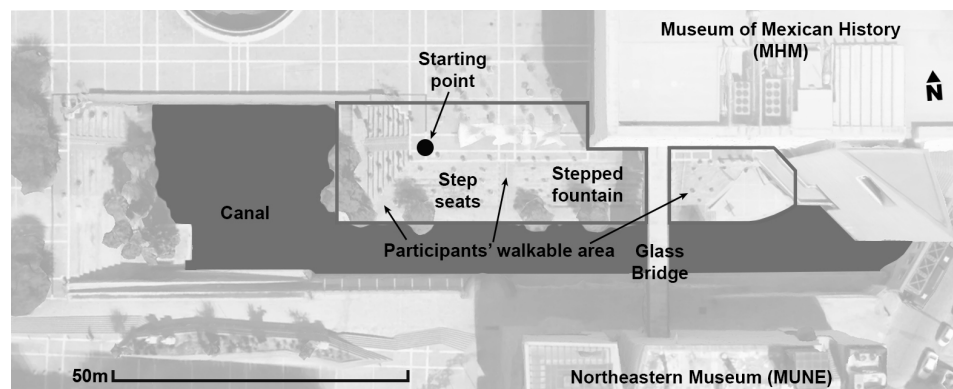 Museum of Mexican History
(MHM)
Starting
point
N
Step
seats
Stepped
fountain
Canal
Participants' walkable area
Glass
Bridge
50m
Northeastern Museum (MUNE)